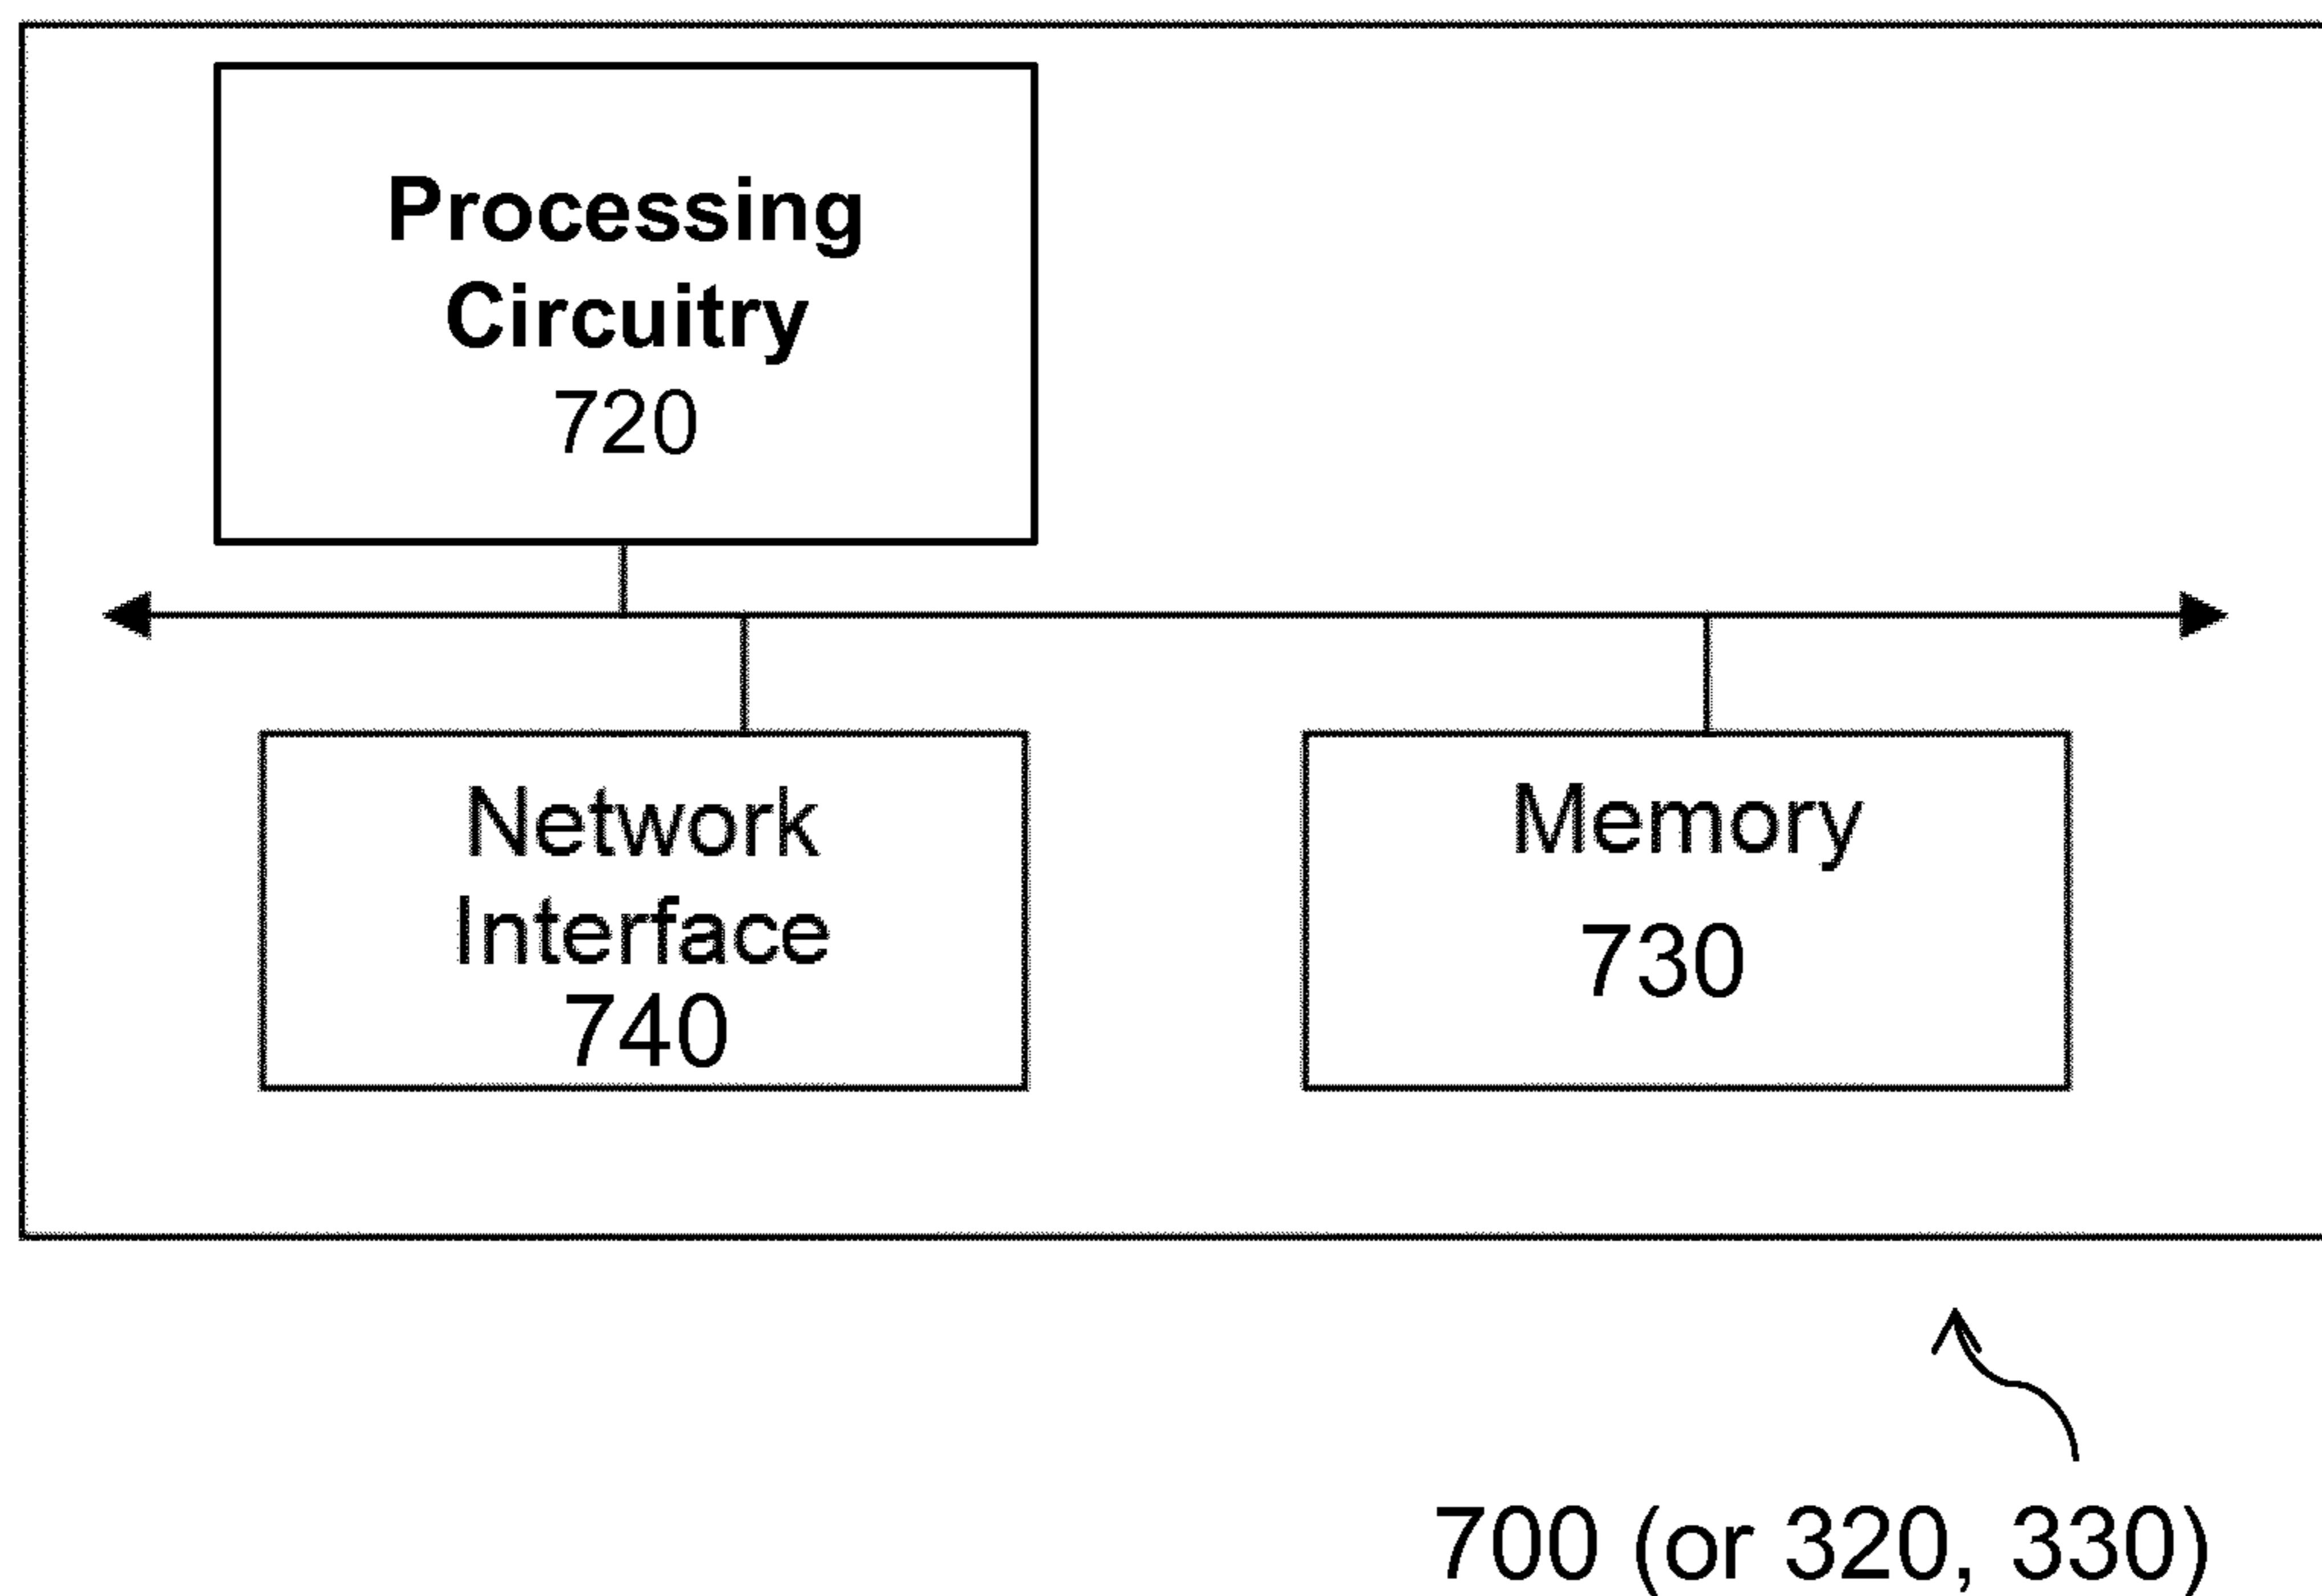 Processing
Circuitry
720
Network
Interface
740
Memory
730
700 (or 320, 330)